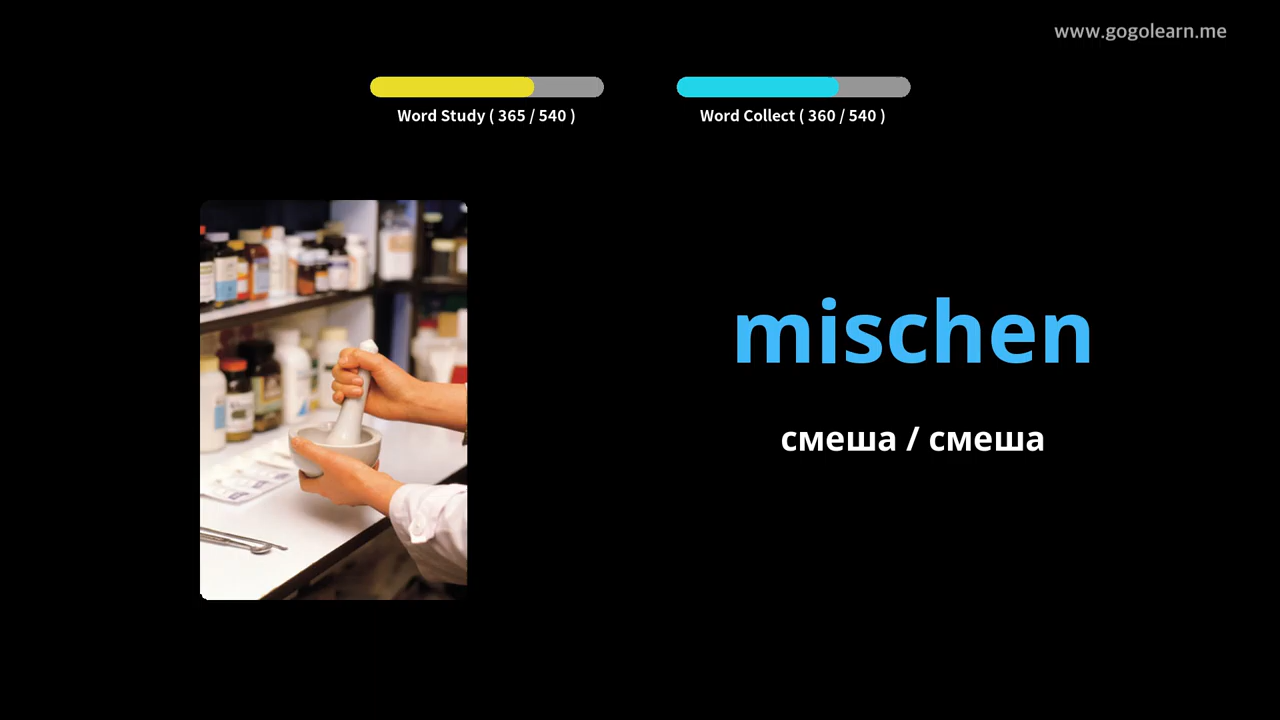 www.gogolearn.me
Word Study ( 365 / 540 )
Word Collect ( 360 / 540 )
mischen
смеша / смеша